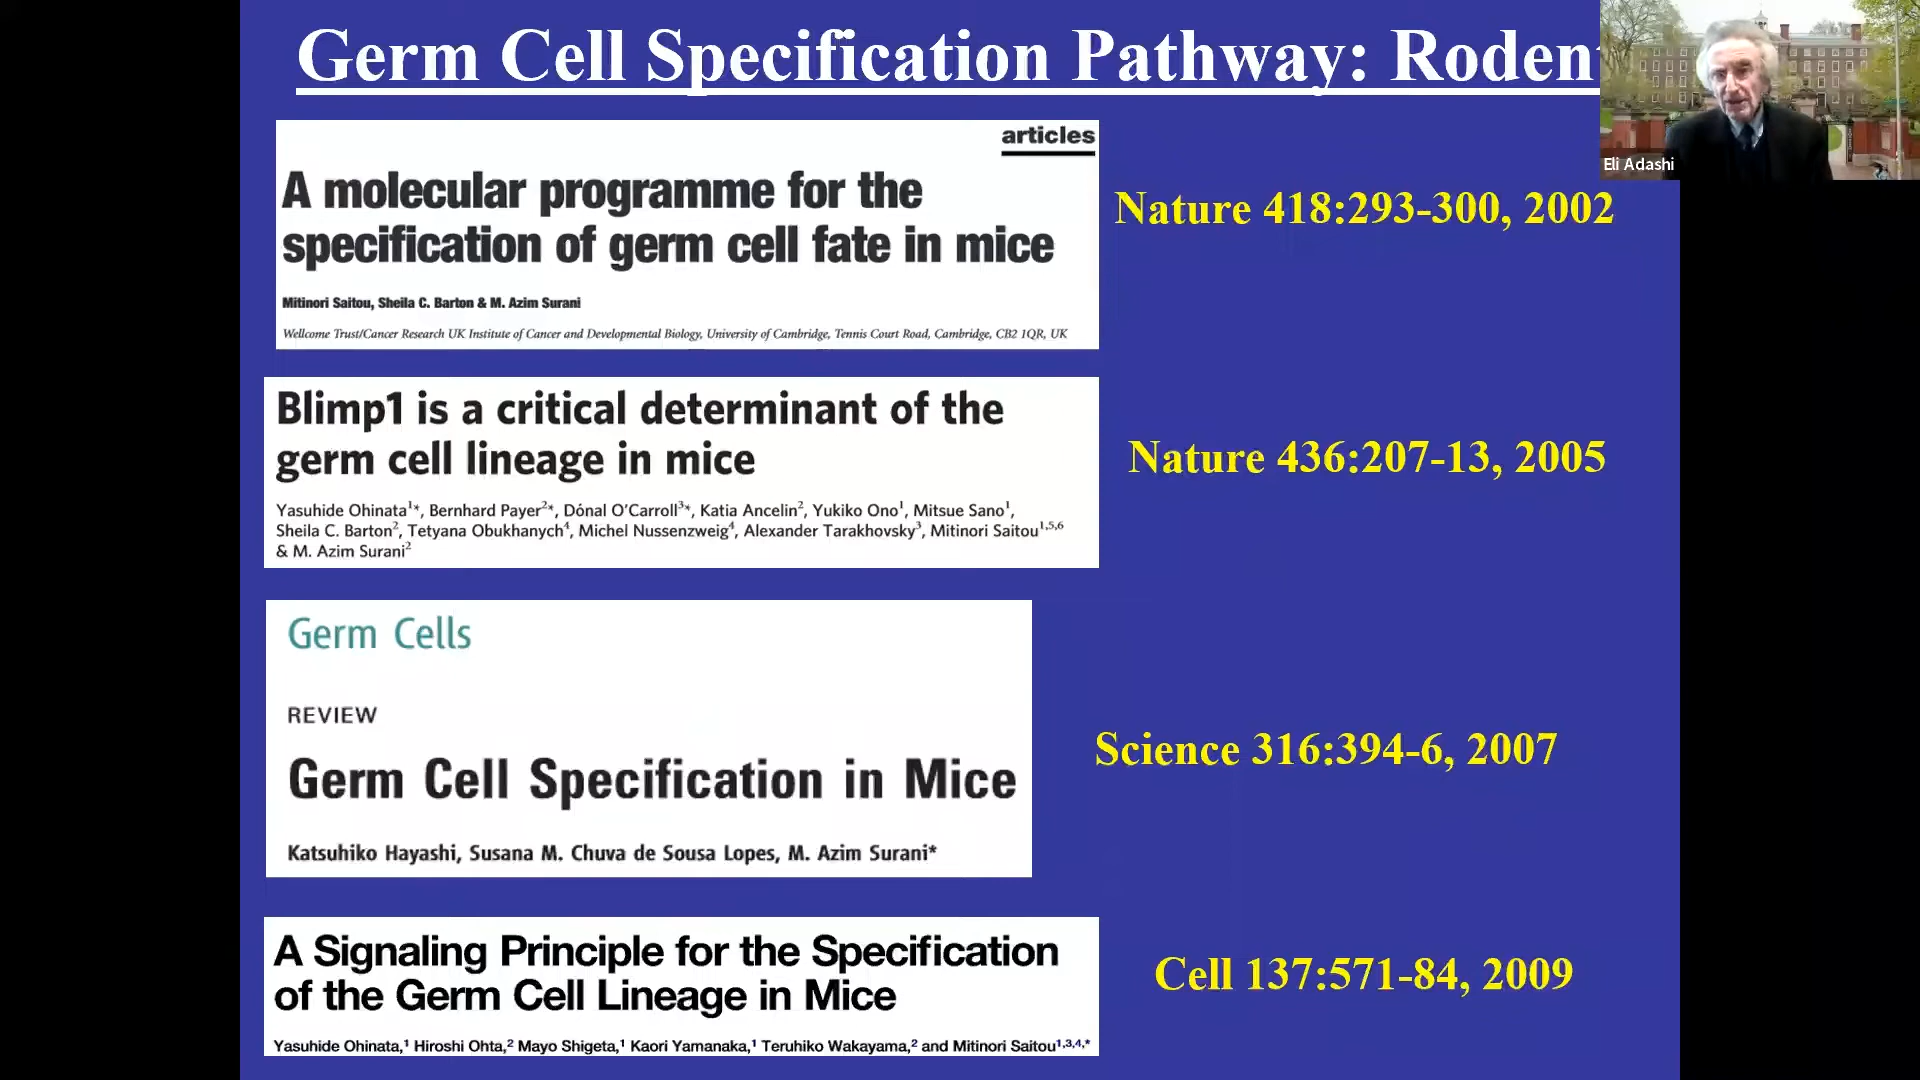 Germ Cell Specification Pathway: Roden
Eli Adashi
articles
A molecular programme for the
specification of germ cell fate in mice
Mitinori Saitou, Sheila C. Barton & M. Azim Surani
Wellcome Trust/Cancer Research UK Institute of Cancer and Developmental Biology, University of Cambridge, Tennis Court Road, Cambridge, CB2 1QR, UK
Nature 418:293-300, 2002
Blimp1 is a critical determinant of the
germ cell lineage in mice
Yasuhide Ohinata¹*, Bernhard Payer²*, Dónal O'Carroll³*, Katia Ancelin², Yukiko Ono¹, Mitsue Sano¹,
Sheila C. Barton², Tetyana Obukhanych⁴, Michel Nussenzweig⁴, Alexander Tarakhovsky³, Mitinori Saitou¹,⁵,⁶
& M. Azim Surani²
Nature 436:207-13, 2005
Germ Cells
REVIEW
Germ Cell Specification in Mice
Katsuhiko Hayashi, Susana M. Chuva de Sousa Lopes, M. Azim Surani*
Science 316:394-6, 2007
A Signaling Principle for the Specification
of the Germ Cell Lineage in Mice
Yasuhide Ohinata,¹ Hiroshi Ohta,² Mayo Shigeta,¹ Kaori Yamanaka,¹ Teruhiko Wakayama,² and Mitinori Saitou¹,³,⁴,*
Cell 137:571-84, 2009